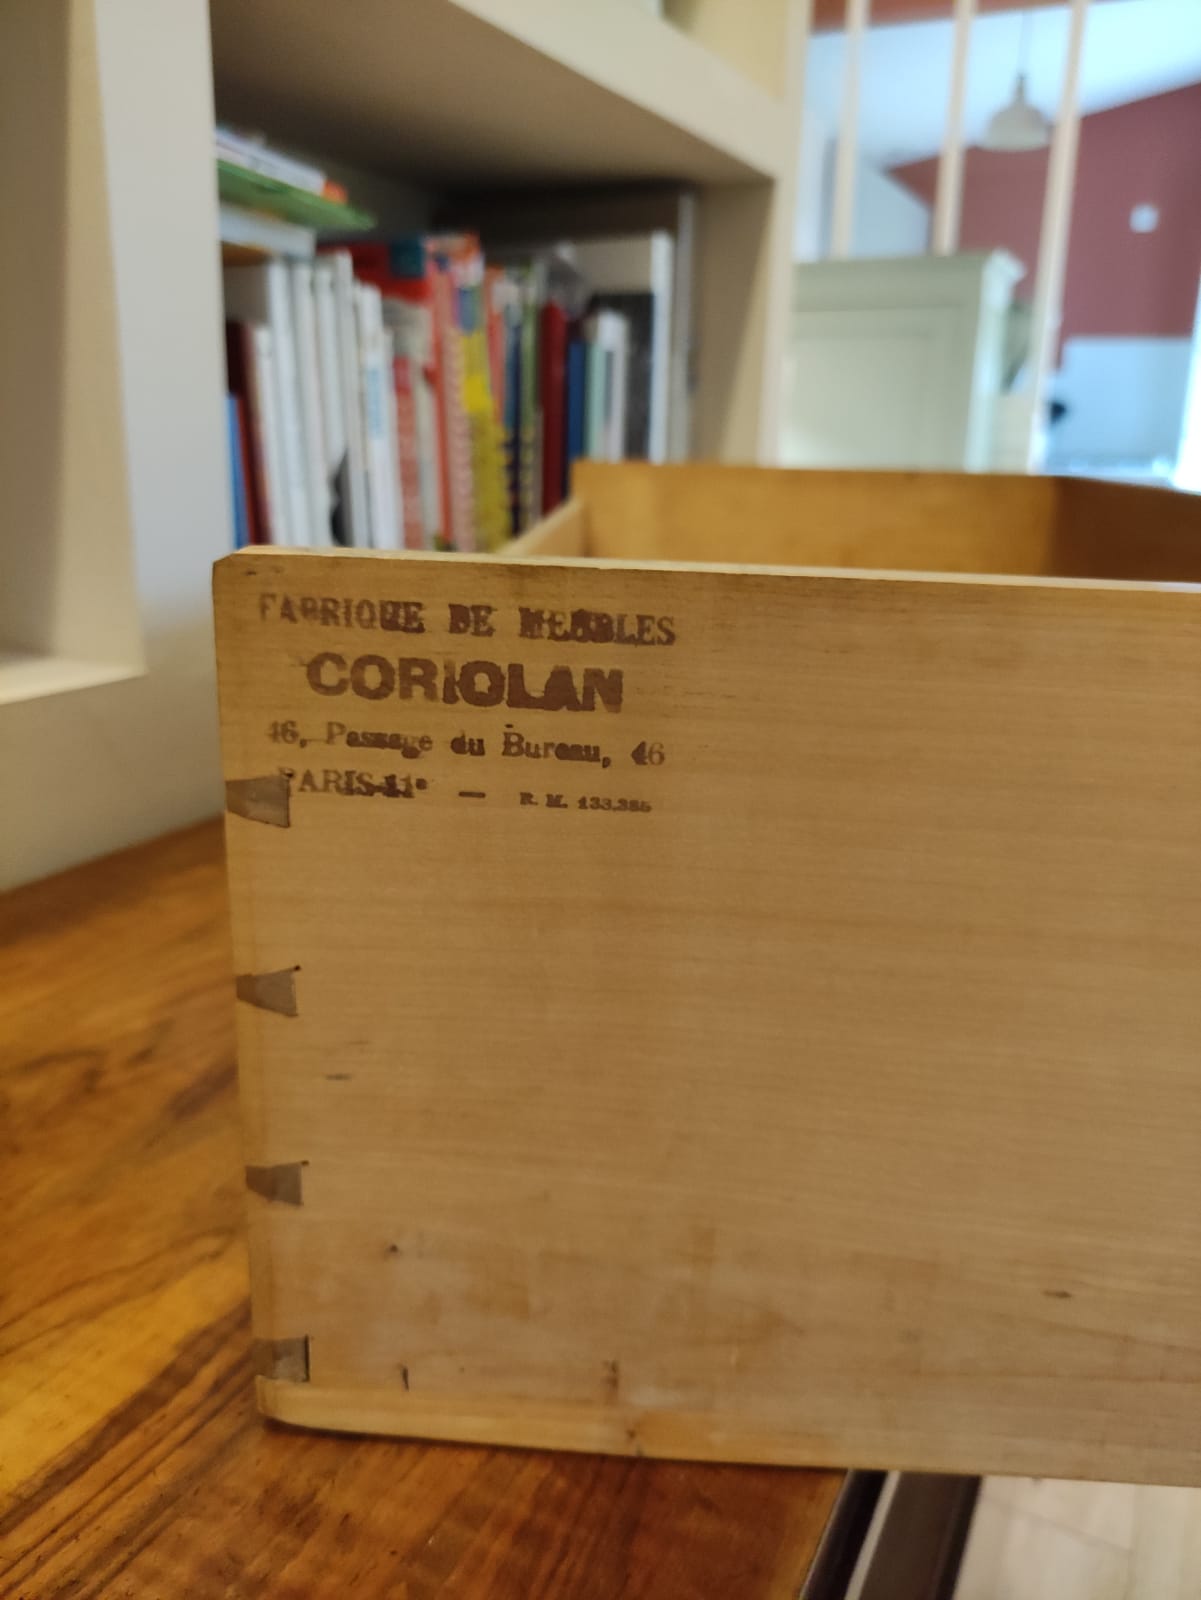 FABRIQUE DE MEUBLES
CORIOLAN
46, Passage du Bureau, 46
PARIS-11e — R. M. 133.385